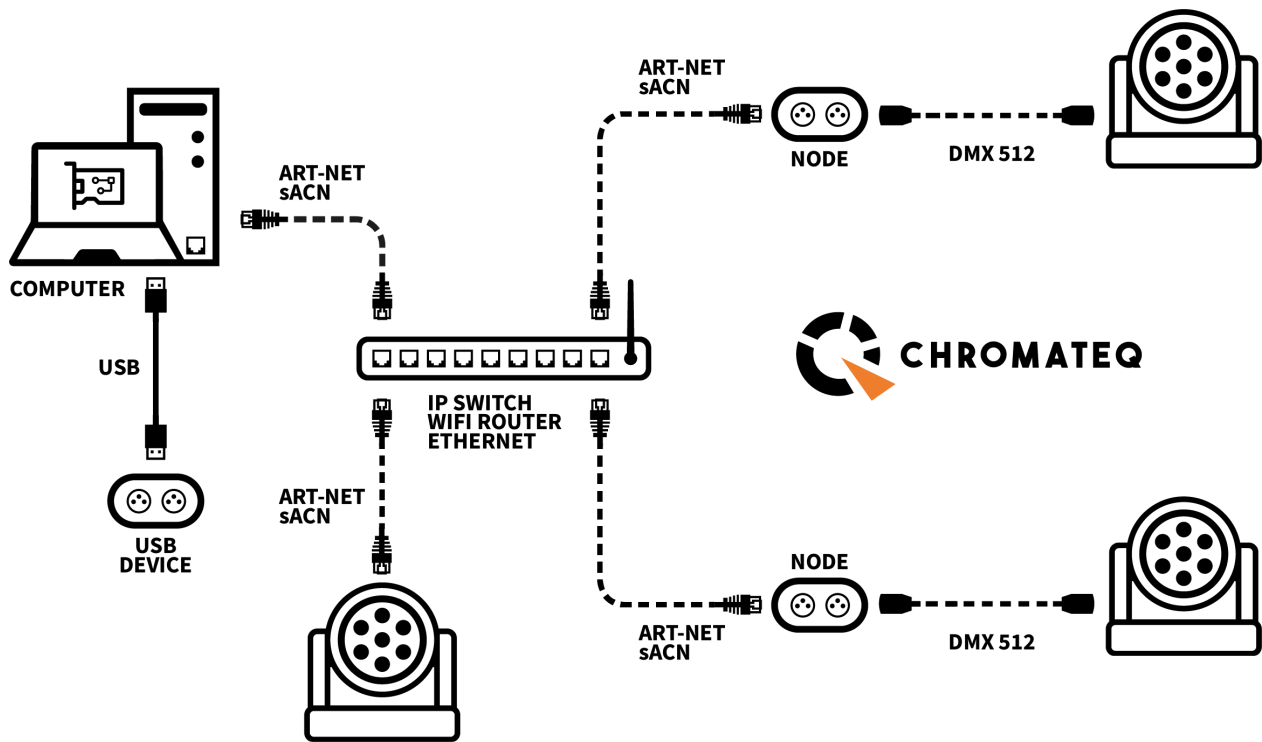 ART-NET
sACN
NODE
DMX 512
ART-NET
sACN
COMPUTER
USB
CHROMATEQ
IP SWITCH
WIFI ROUTER
ETHERNET
ART-NET
sACN
USB
DEVICE
NODE
ART-NET
sACN
DMX 512